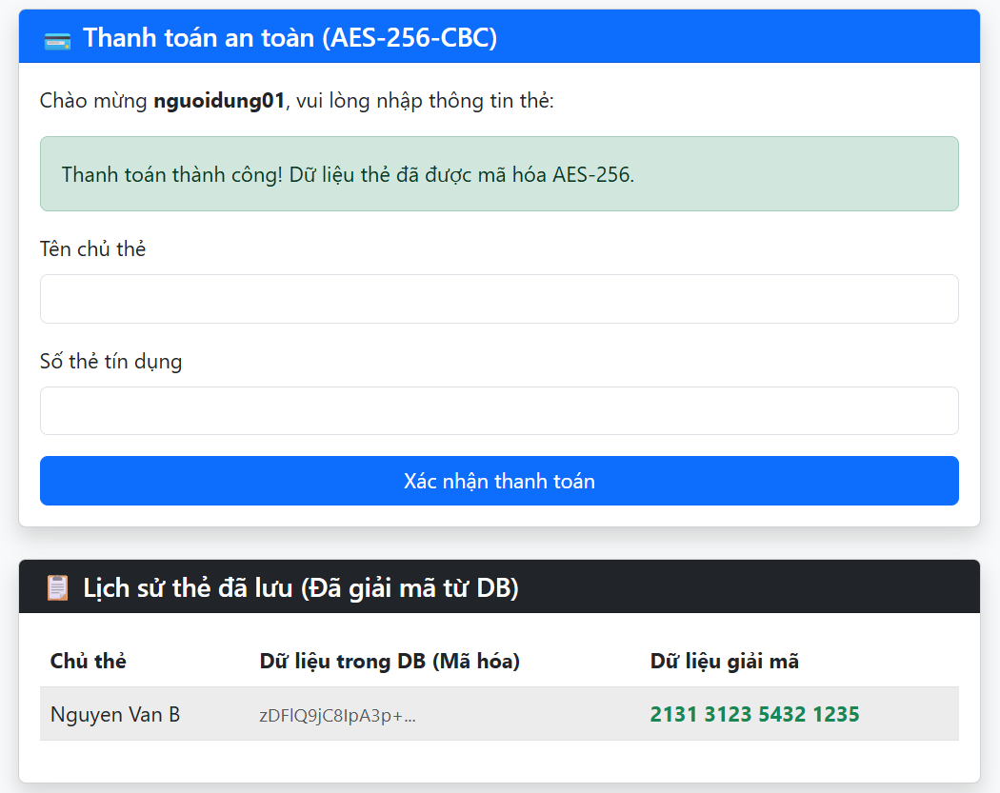 Thanh toán an toàn (AES-256-CBC)
Chào mừng nguoidung01, vui lòng nhập thông tin thẻ:
Thanh toán thành công! Dữ liệu thẻ đã được mã hóa AES-256.
Tên chủ thẻ
Số thẻ tín dụng
Xác nhận thanh toán
Lịch sử thẻ đã lưu (Đã giải mã từ DB)
Chủ thẻ Dữ liệu trong DB (Mã hóa) Dữ liệu giải mã
Nguyen Van B zDFlQ9jC8IpA3p+... 2131 3123 5432 1235